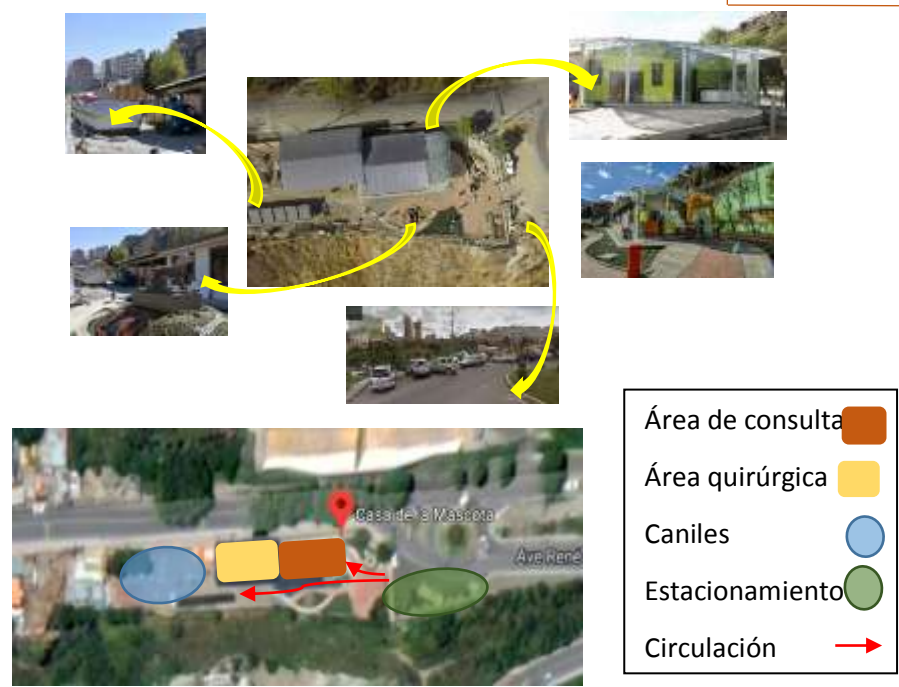 Casa de la Mascota
Ave René
Área de consulta
Área quirúrgica
Caniles
Estacionamiento
Circulación